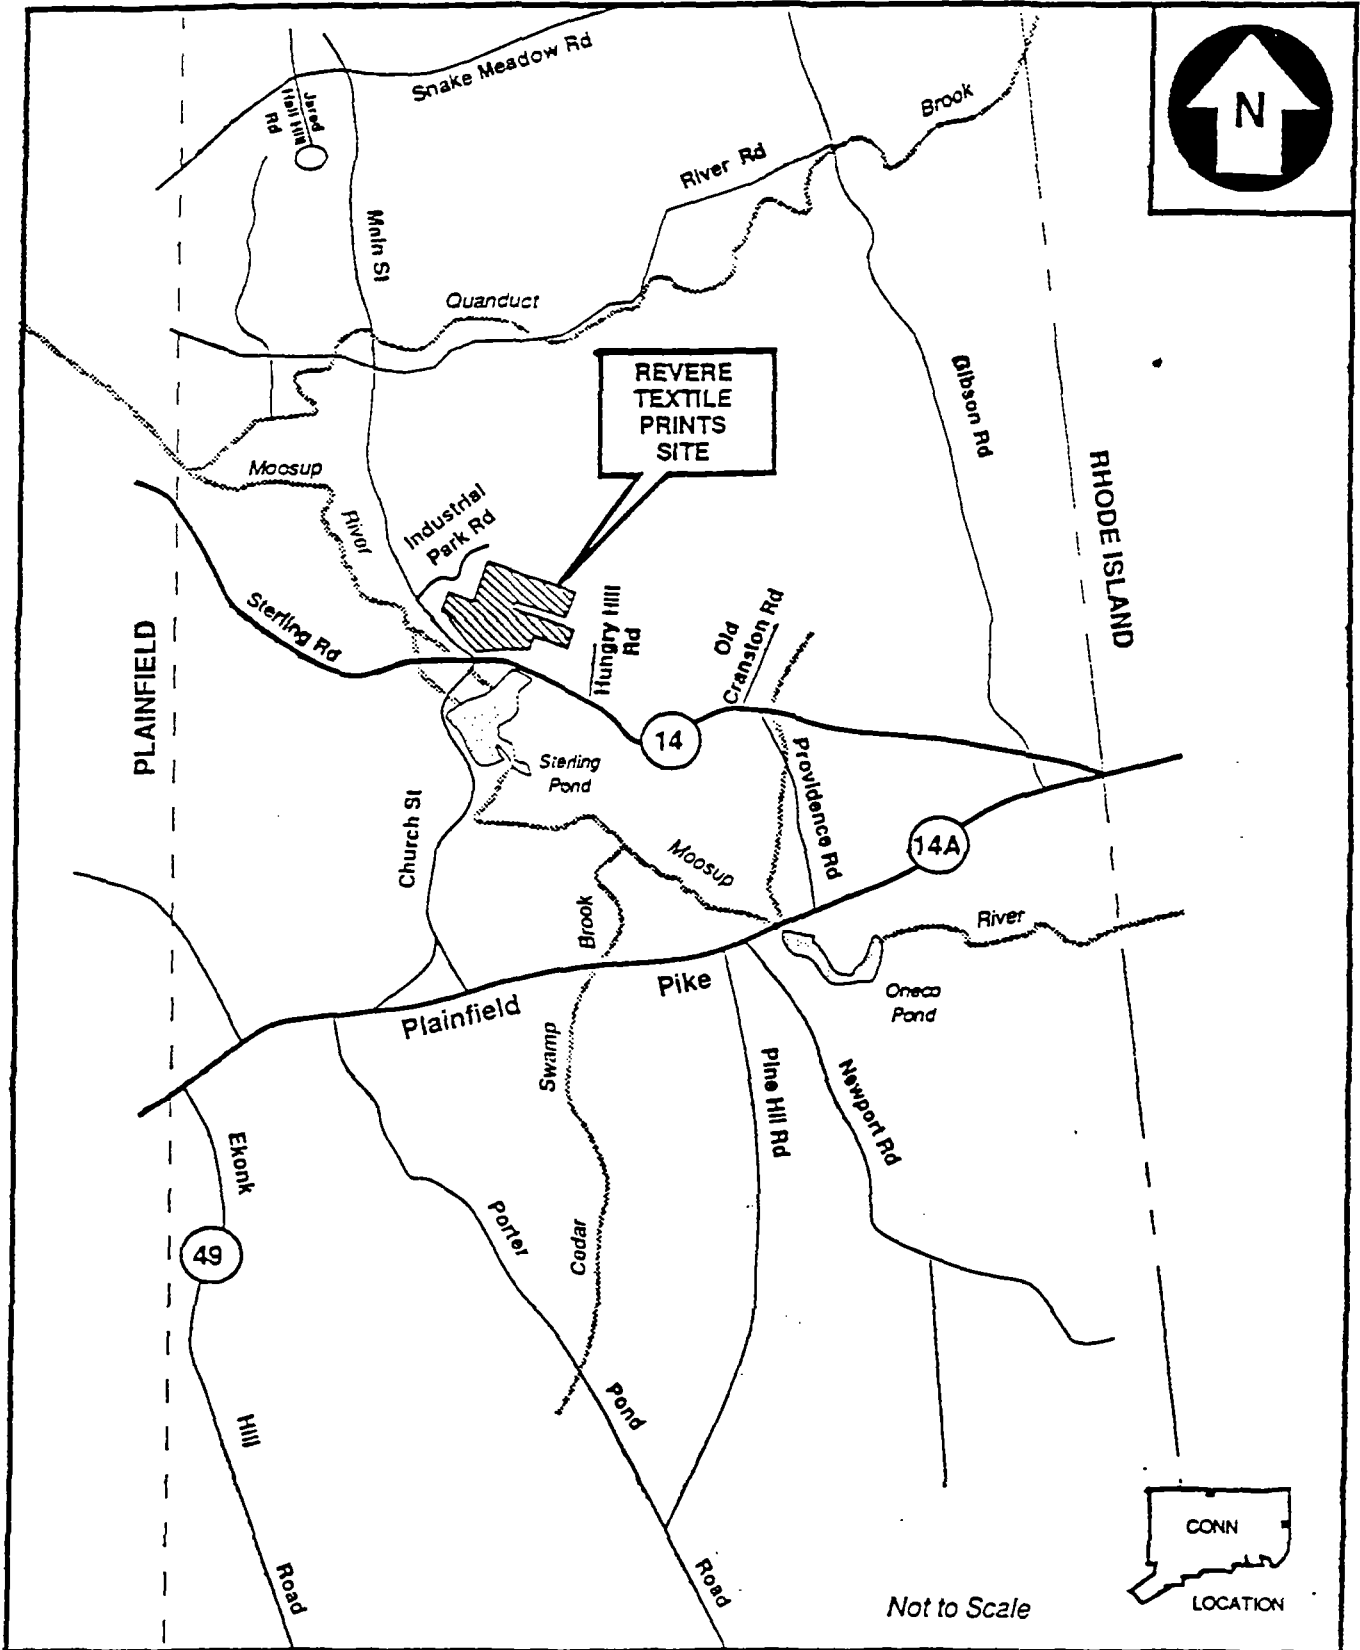 Snake Meadow Rd
Jared
Hall Hill
Rd
N
Brook
River Rd
Main St
Quanduct
REVERE
TEXTILE
PRINTS
SITE
Gibson Rd
Moosup
River
Industrial
Park Rd
RHODE ISLAND
Sterling Rd
Hungry Hill
Rd
Old
Cranston Rd
PLAINFIELD
14
Sterling
Pond
Providence Rd
Church St
14A
Moosup
Brook
River
Pike
Plainfield
Oneco
Pond
Swamp
Pine Hill Rd
Newport Rd
Ekonk
Porter
Cedar
49
Pond
Hill
CONN
Road
Road
Not to Scale
LOCATION